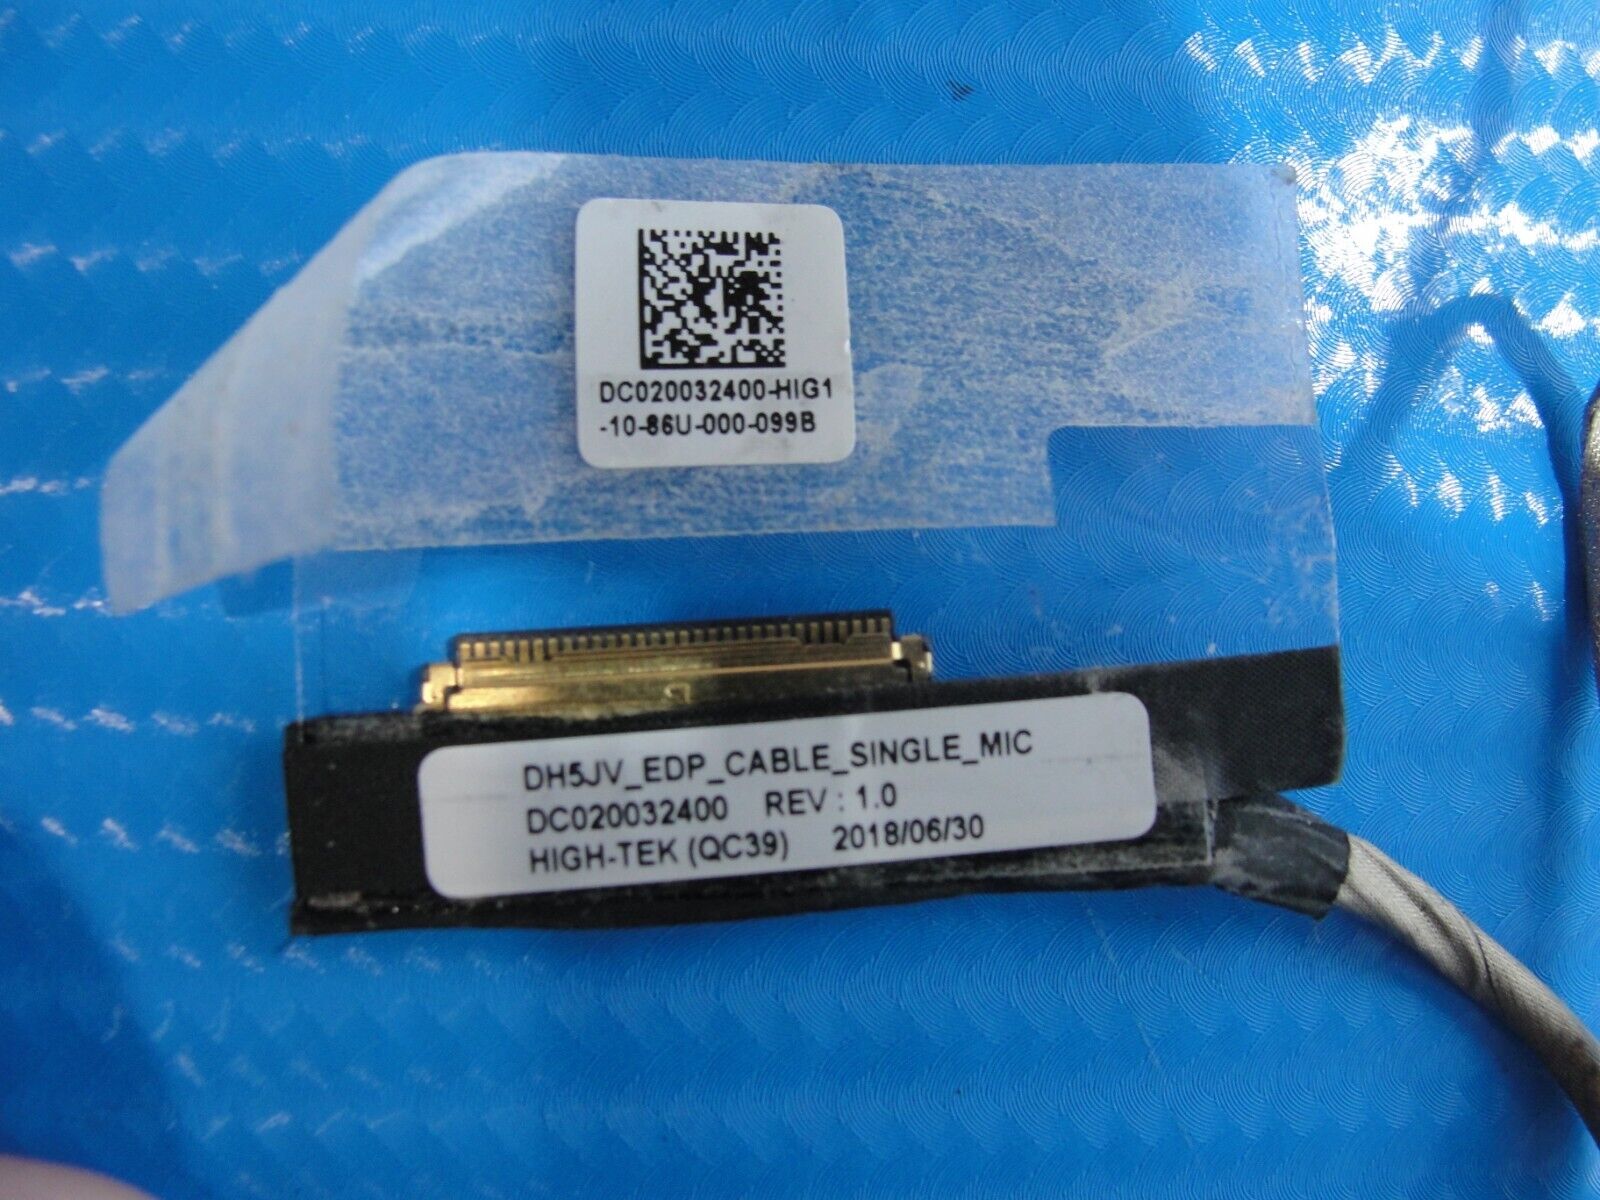 DC020032400-HIG1
-10-86U-000-099B
DH5JV_EDP_CABLE_SINGLE_MIC
DC020032400 REV : 1.0
HIGH-TEK (QC39) 2018/06/30